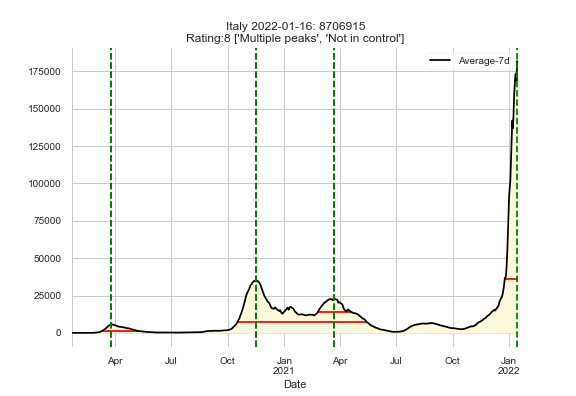 Italy 2022-01-16: 8706915
Rating:8 ['Multiple peaks', 'Not in control']
Average-7d
175000
150000
125000
100000
75000
50000
25000
0
Apr
Jul
Oct
Jan
2021
Apr
Jul
Oct
Jan
2022
Date